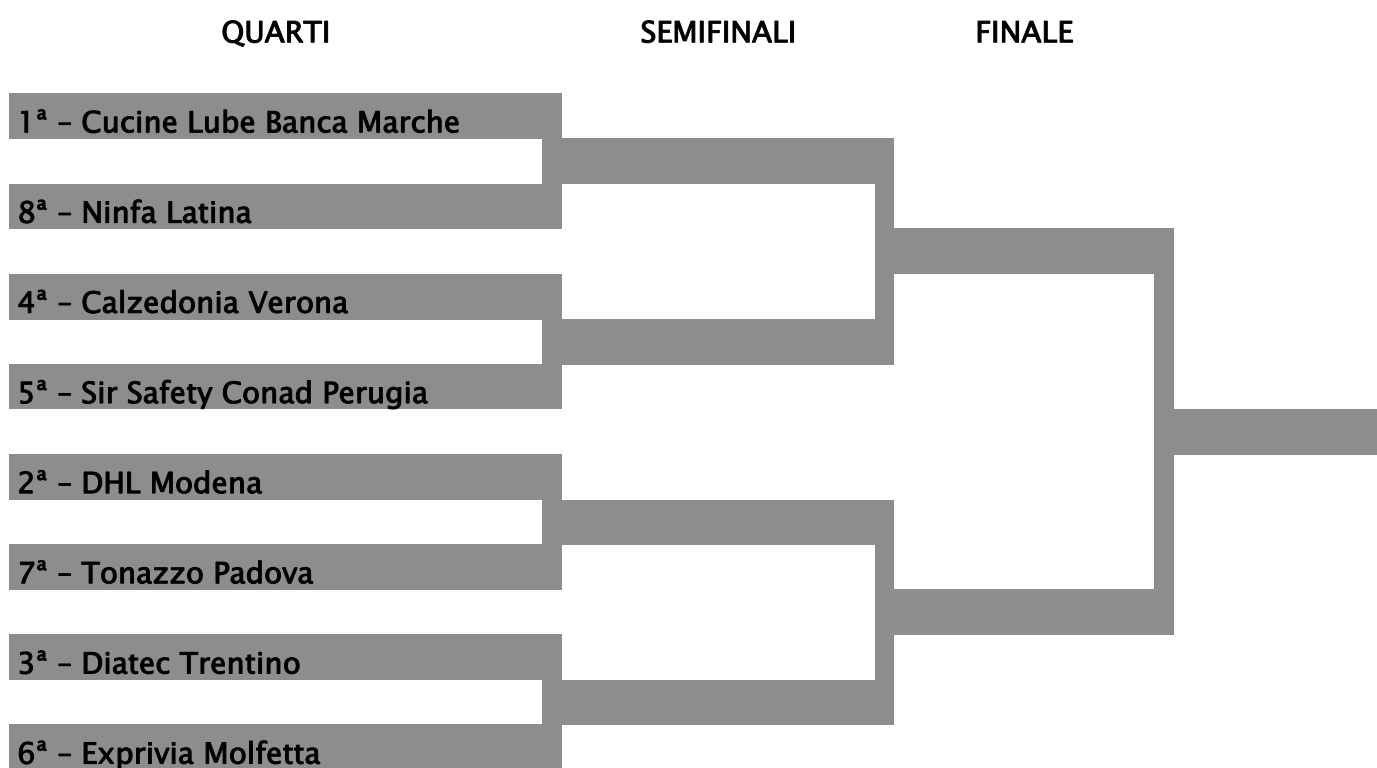 QUARTI SEMIFINALI FINALE
1ª – Cucine Lube Banca Marche
8ª – Ninfa Latina
4ª – Calzedonia Verona
5ª – Sir Safety Conad Perugia
2ª – DHL Modena
7ª – Tonazzo Padova
3ª – Diatec Trentino
6ª – Exprivia Molfetta